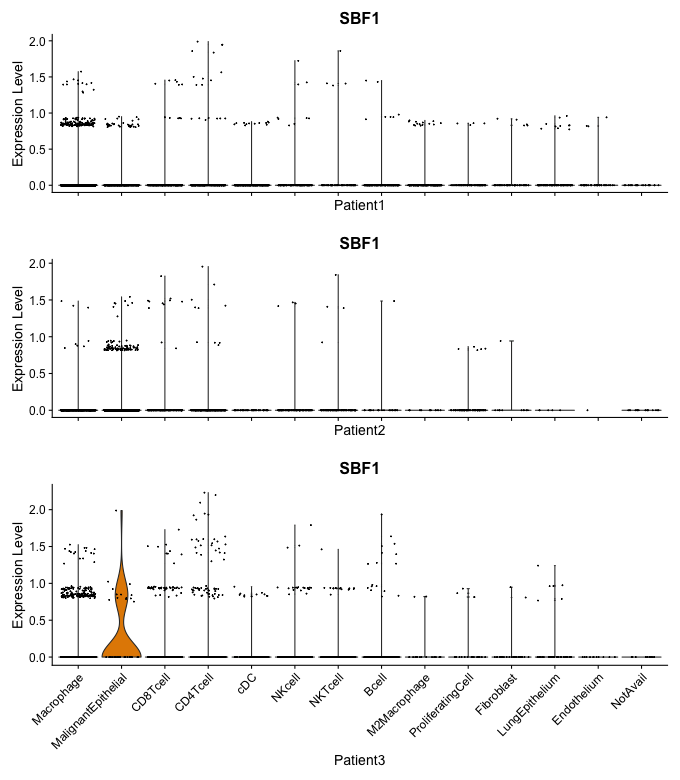 SBF1
Expression Level
2.0
1.5
1.0
0.5
0.0
Patient1
SBF1
Expression Level
2.0
1.5
1.0
0.5
0.0
Patient2
SBF1
Expression Level
2.0
1.5
1.0
0.5
0.0
Macrophage
MalignantEpithelial
CD8Tcell
CD4Tcell
cDC
NKcell
NKTcell
Bcell
M2Macrophage
ProliferatingCell
Fibroblast
LungEpithelium
Endothelium
NotAvail
Patient3